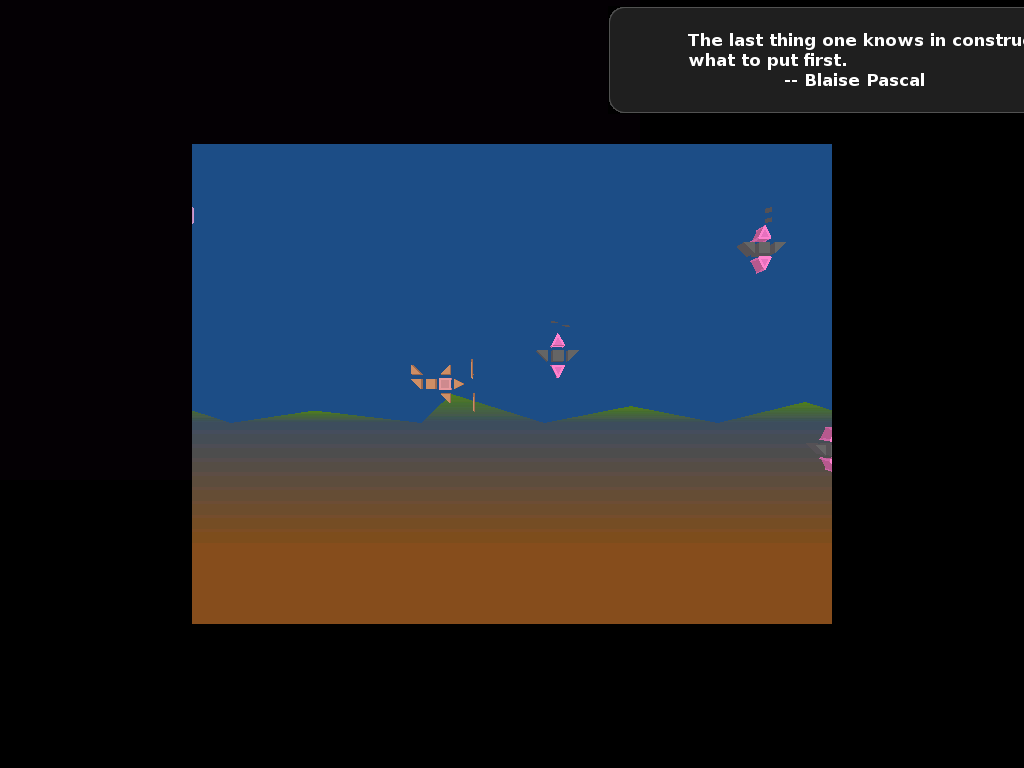 The last thing one knows in
what to put first.
-- Blaise Pascal